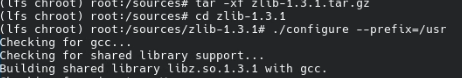 (lfs chroot) root:/sources# tar -xf zlib-1.3.1.tar.gz
(lfs chroot) root:/sources# cd zlib-1.3.1
(lfs chroot) root:/sources/zlib-1.3.1# ./configure --prefix=/usr
Checking for gcc...
Checking for shared library support...
Building shared library libz.so.1.3.1 with gcc.